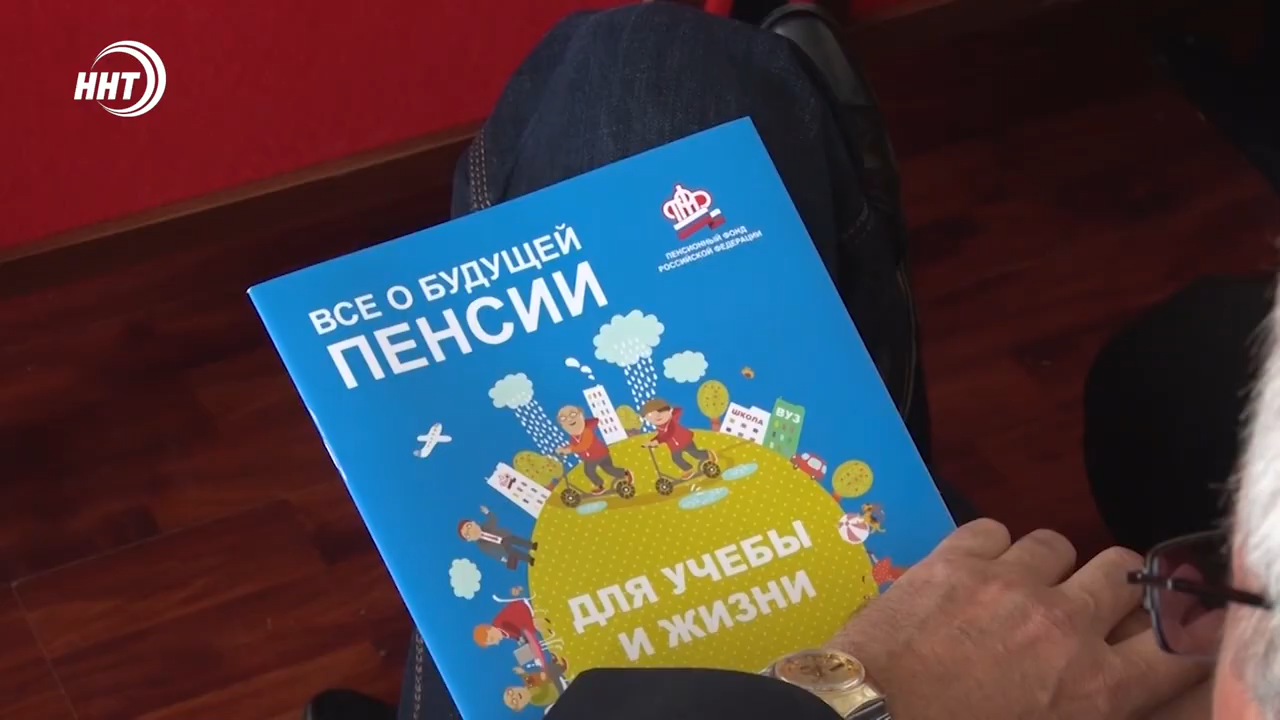 ННТ
ВСЕ О БУДУЩЕЙ
ПЕНСИИ
ПЕНСИОННЫЙ ФОНД
РОССИЙСКОЙ ФЕДЕРАЦИИ
ШКОЛА
ВУЗ
ДЛЯ УЧЕБЫ
И ЖИЗНИ